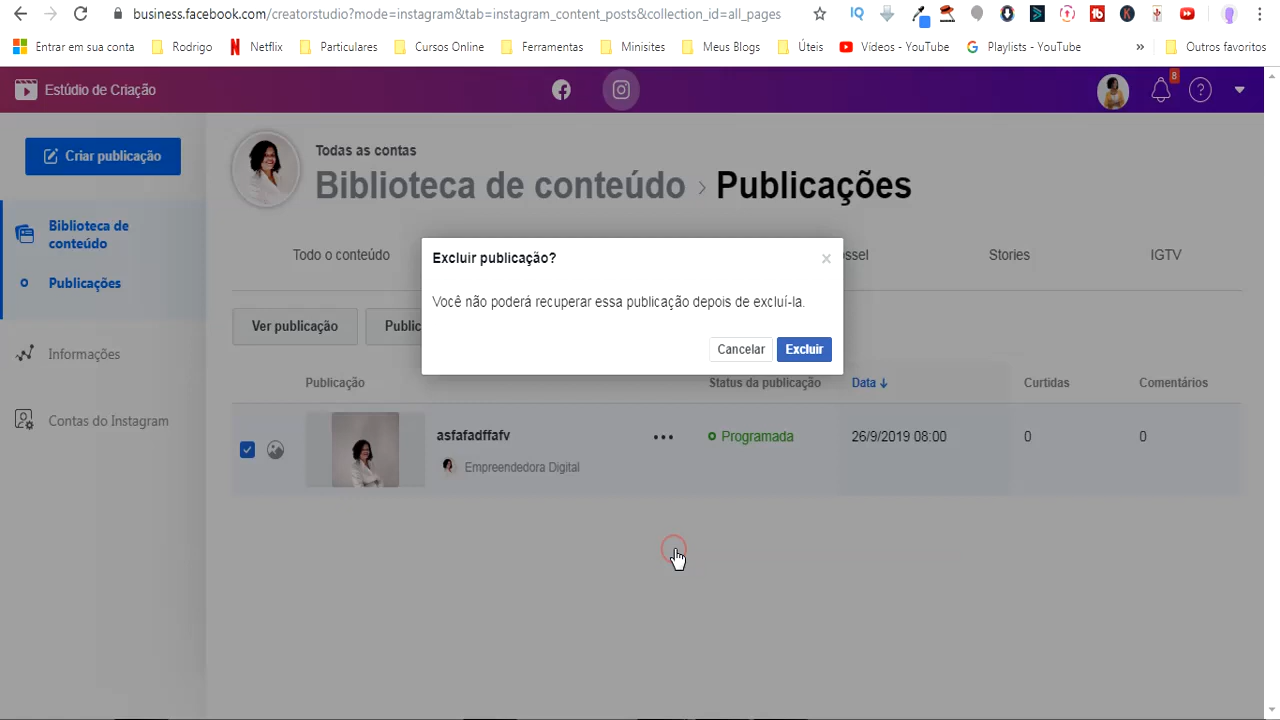 business.facebook.com/creatorstudio?mode=instagram&tab=instagram_content_posts&collection_id=all_pages
Entrar em sua conta Rodrigo Netflix Particulares Cursos Online Ferramentas Minisites Meus Blogs Úteis Vídeos - YouTube Playlists - YouTube » Outros favoritos
Estúdio de Criação 8
Criar publicação
Todas as contas
Biblioteca de conteúdo › Publicações
Biblioteca de
conteúdo
Publicações
Informações
Contas do Instagram
Todo o conteúdo Stories IGTV
Excluir publicação?
Você não poderá recuperar essa publicação depois de excluí-la.
Cancelar Excluir
Ver publicação Public
Publicação Status da publicação Data Curtidas Comentários
asfafadffafv ••• Programada 26/9/2019 08:00 0 0
Empreendedora Digital